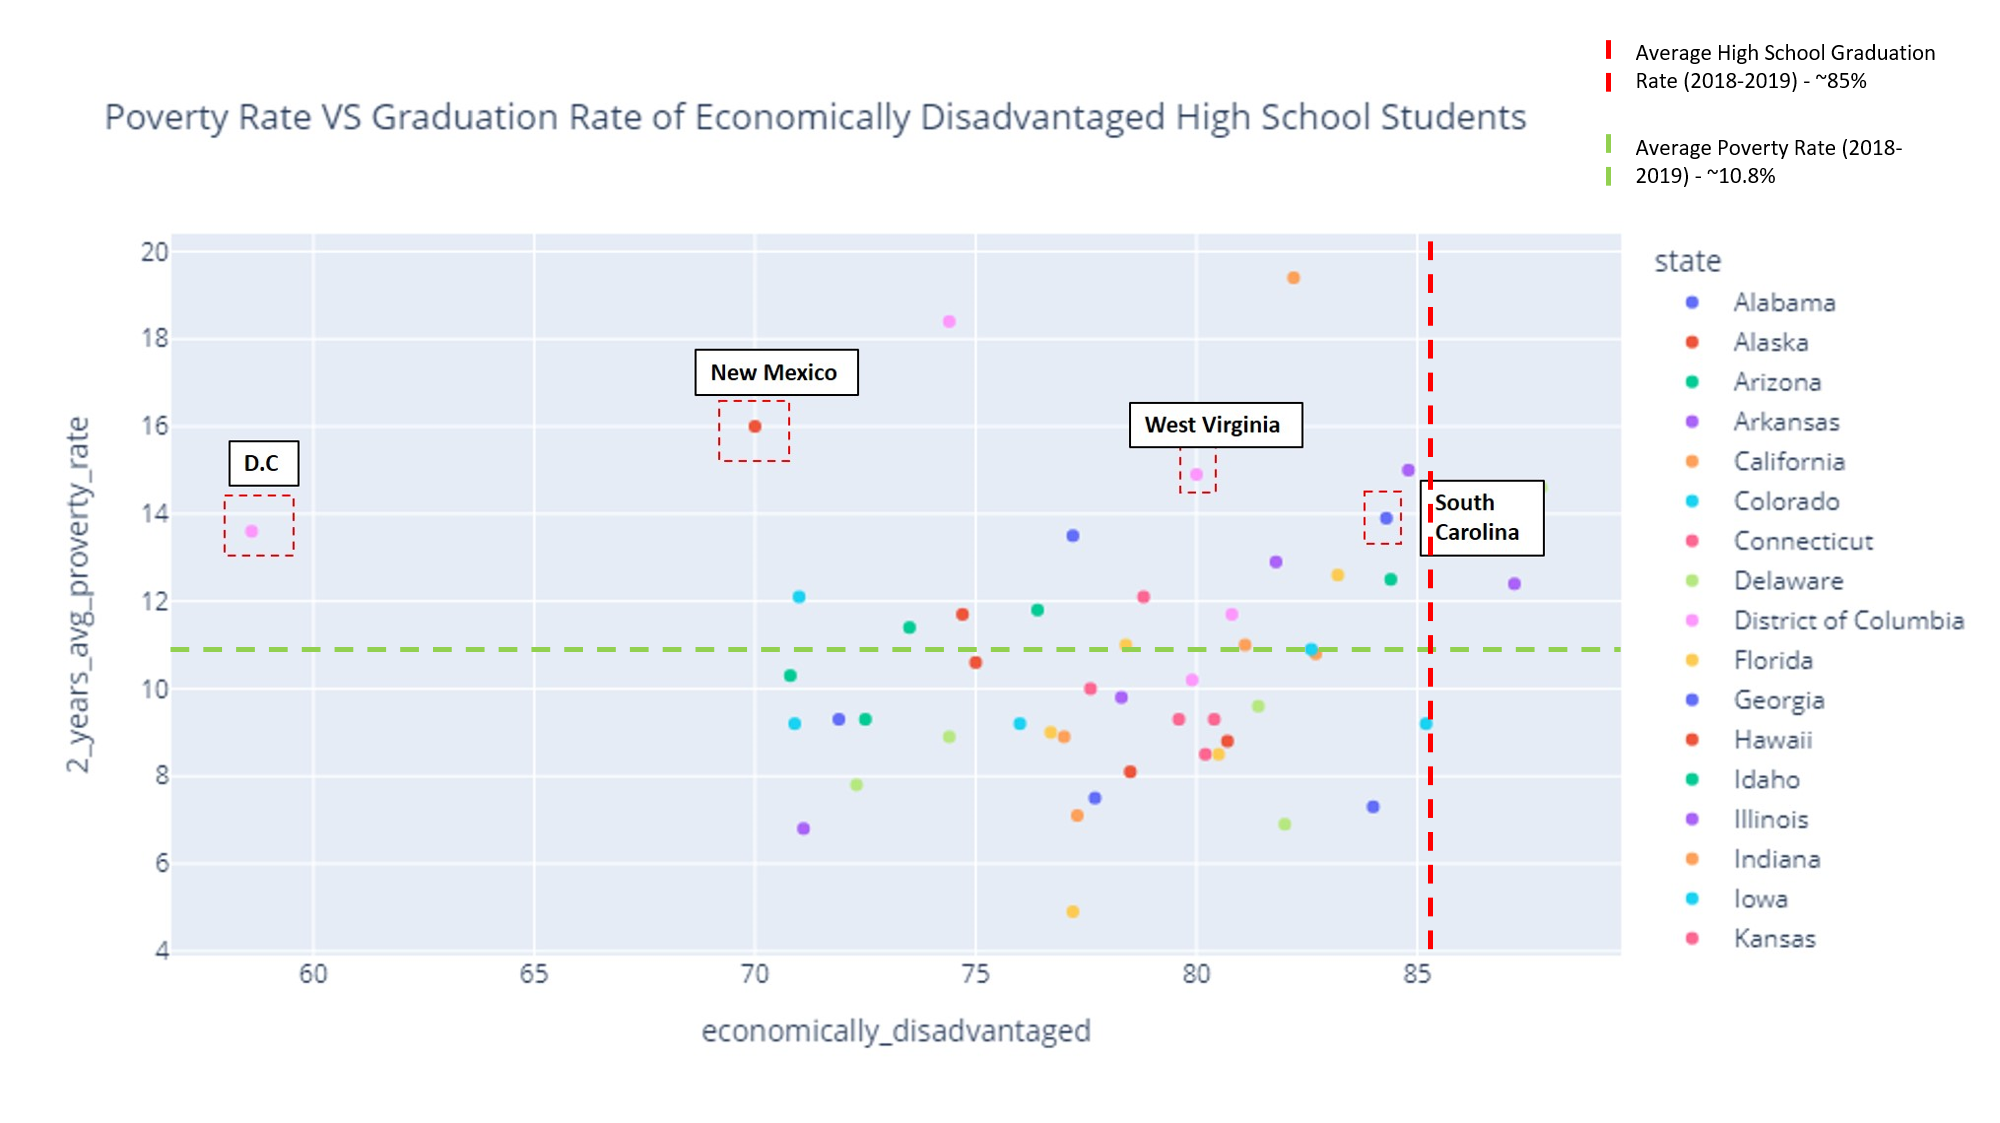 Average High School Graduation
Rate (2018-2019) - ~85%
Poverty Rate VS Graduation Rate of Economically Disadvantaged High School Students
Average Poverty Rate (2018-
2019) - ~10.8%
state
Alabama
Alaska
Arizona
Arkansas
California
Colorado
Connecticut
Delaware
District of Columbia
Florida
Georgia
Hawaii
Idaho
Illinois
Indiana
Iowa
Kansas
2_years_avg_proverty_rate
20
18
16
14
12
10
8
6
4
New Mexico
West Virginia
D.C
South
Carolina
60
65
70
75
80
85
economically_disadvantaged